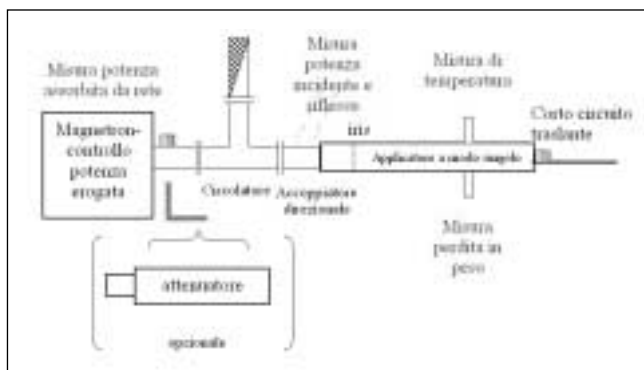 Misura potenza
assorbita da rete
Magnetron-
controllo
potenza
erogata
Misura
potenza
incidente e
riflessa
iris
Misura di
temperatura
Corto circuito
traslante
Applicatore a modo singolo
Circolatore
Accoppiatore
direzionale
Misura
perdita in
peso
attenuatore
opzionale